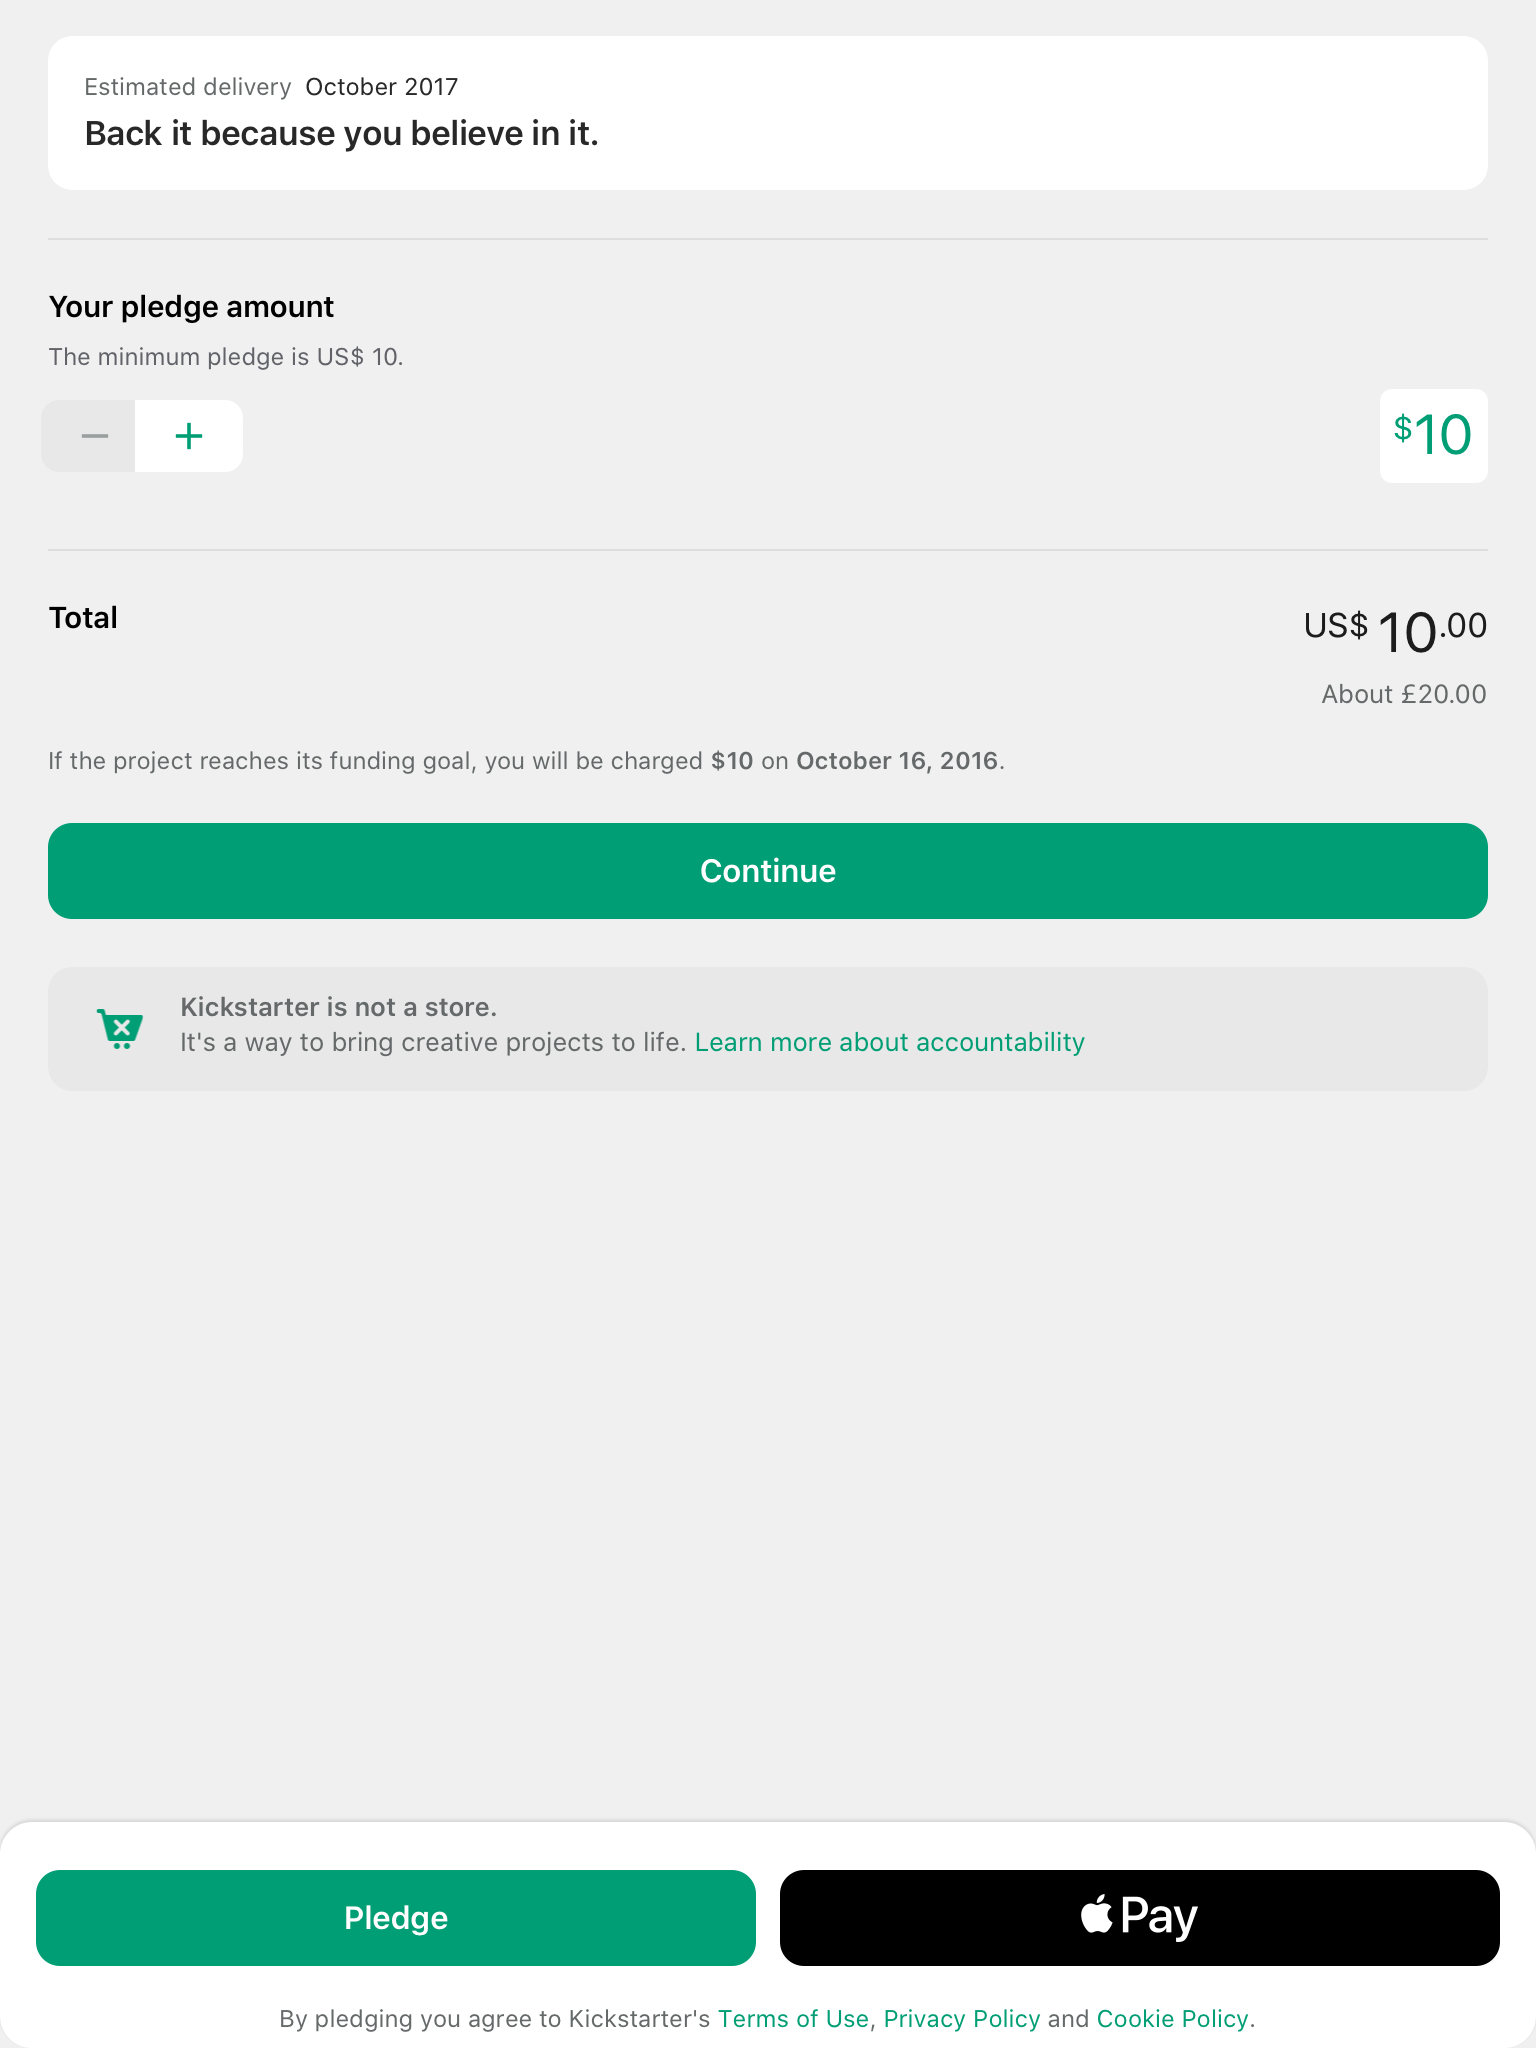 Estimated delivery October 2017
Back it because you believe in it.
Your pledge amount
The minimum pledge is US$ 10.
− +
$10
Total
US$ 10.00
About £20.00
If the project reaches its funding goal, you will be charged $10 on October 16, 2016.
Continue
Kickstarter is not a store.
It's a way to bring creative projects to life. Learn more about accountability
Pledge
Pay
By pledging you agree to Kickstarter's Terms of Use, Privacy Policy and Cookie Policy.